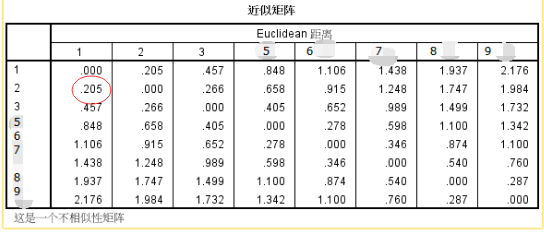 近似矩阵
Euclidean 距离
1 2 3 5 6 7 8 9
1 .000 .205 .457 .848 1.106 1.438 1.937 2.176
2 .205 .000 .266 .658 .915 1.248 1.747 1.984
3 .457 .266 .000 .405 .652 .989 1.499 1.732
5 .848 .658 .405 .000 .278 .598 1.100 1.342
6 1.106 .915 .652 .278 .000 .346 .874 1.100
7 1.438 1.248 .989 .598 .346 .000 .540 .760
8 1.937 1.747 1.499 1.100 .874 .540 .000 .287
9 2.176 1.984 1.732 1.342 1.100 .760 .287 .000
这是一个不相似性矩阵